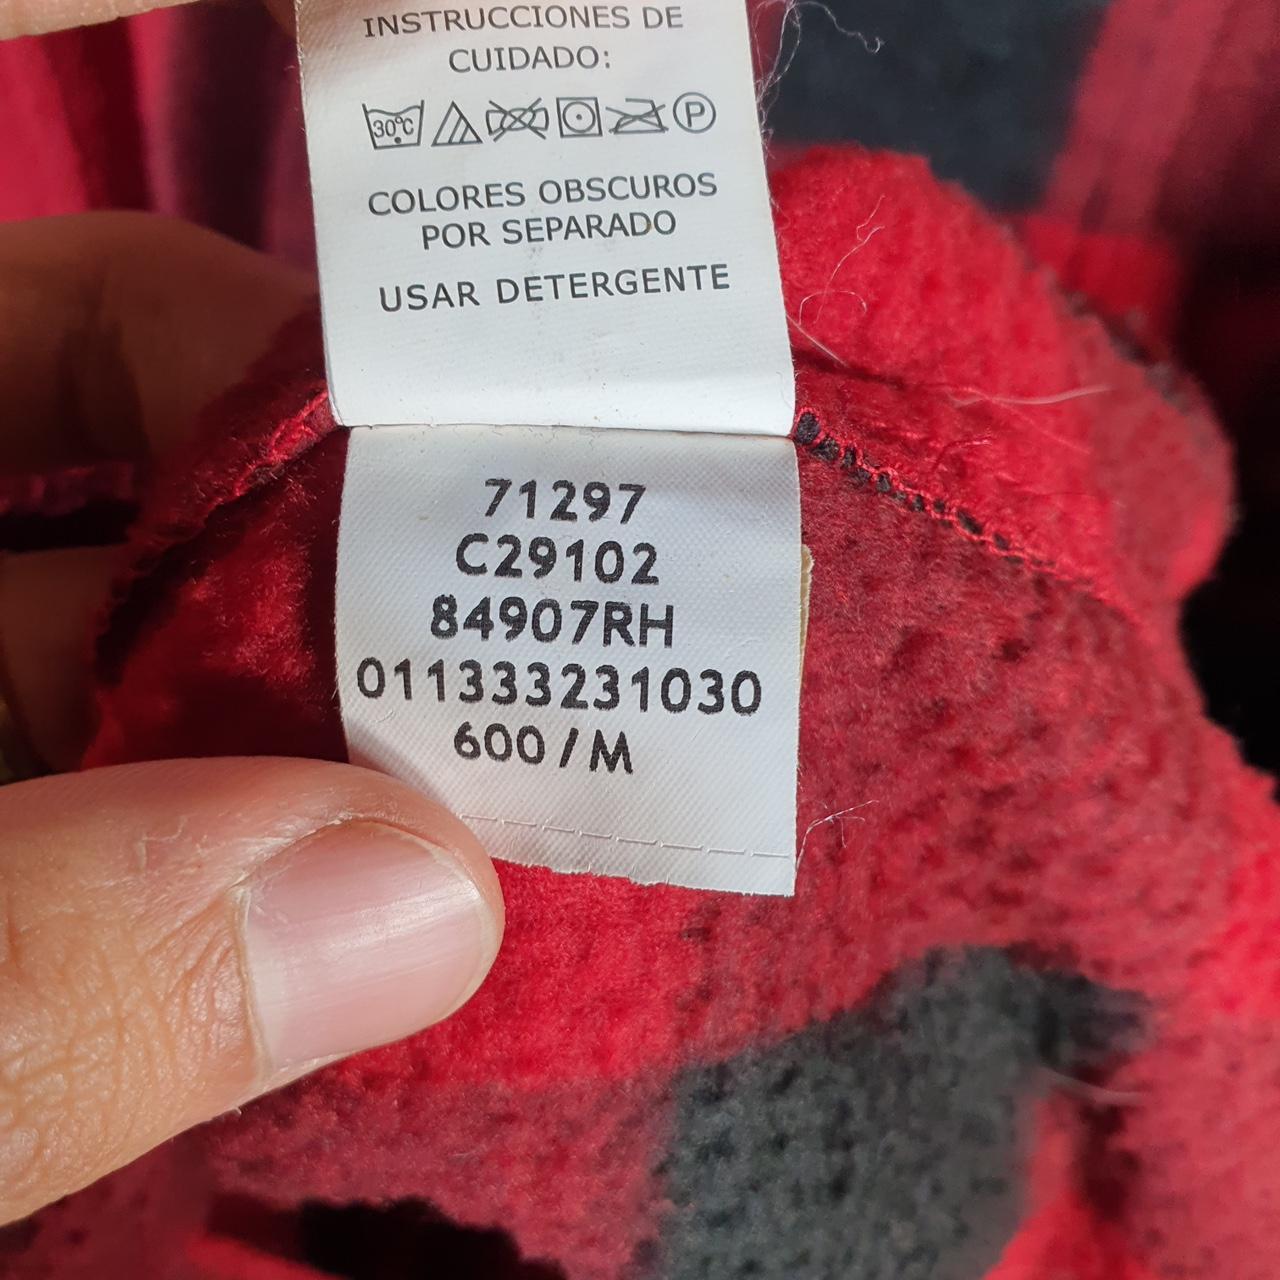 INSTRUCCIONES DE
CUIDADO:
30°C P
COLORES OBSCUROS
POR SEPARADO
USAR DETERGENTE
71297
C29102
84907RH
011333231030
600/M